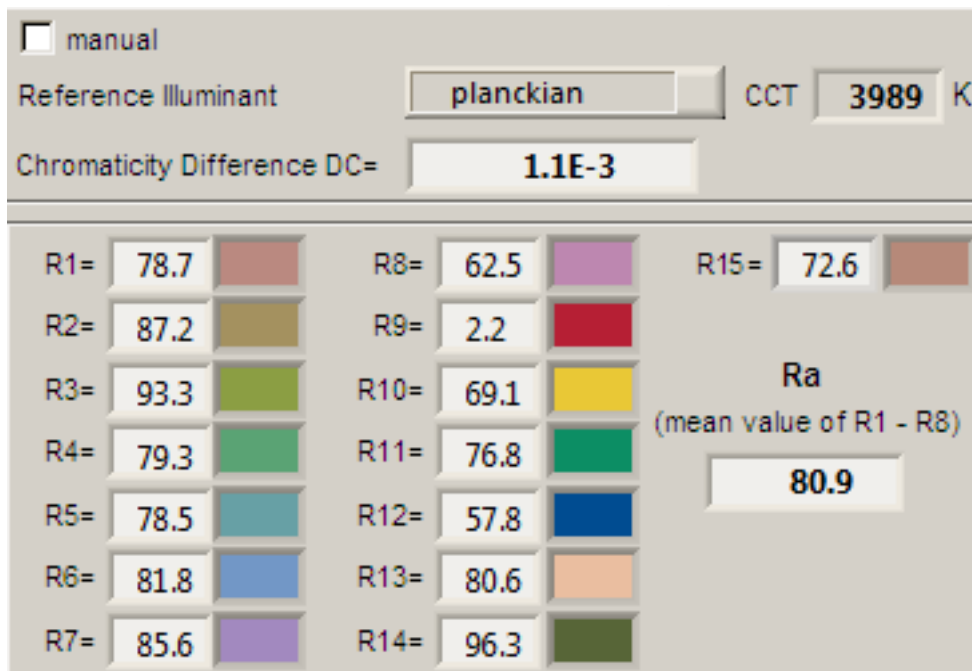 manual
Reference Illuminant planckian CCT 3989 K
Chromaticity Difference DC= 1.1E-3
R1= 78.7 R8= 62.5 R15= 72.6
R2= 87.2 R9= 2.2
R3= 93.3 R10= 69.1 Ra
R4= 79.3 R11= 76.8 (mean value of R1 - R8)
R5= 78.5 R12= 57.8 80.9
R6= 81.8 R13= 80.6
R7= 85.6 R14= 96.3